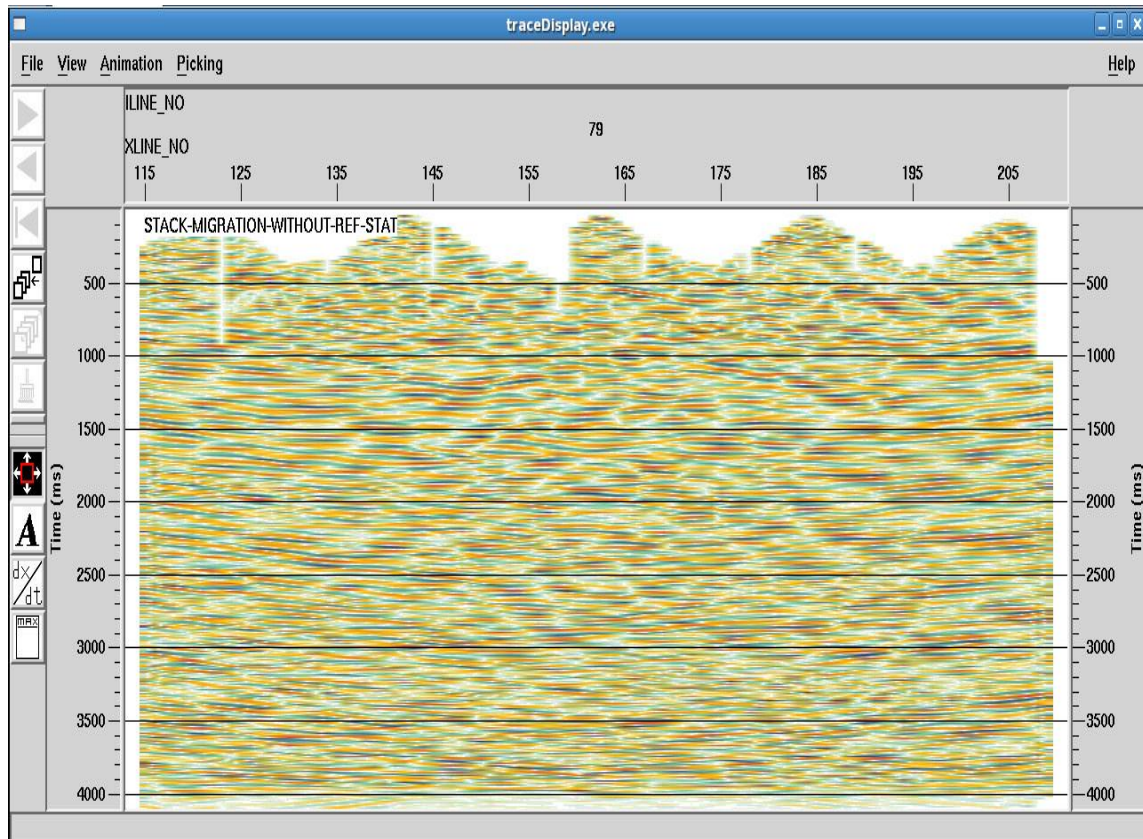 traceDisplay.exe
File View Animation Picking Help
ILINE_NO
79
XLINE_NO
115 125 135 145 155 165 175 185 195 205
STACK-MIGRATION-WITHOUT-REF-STAT
500 500
1000 1000
1500 1500
2000 2000
2500 2500
3000 3000
3500 3500
4000 4000
Time (ms)
Time (ms)
A
dx/dt
MAX